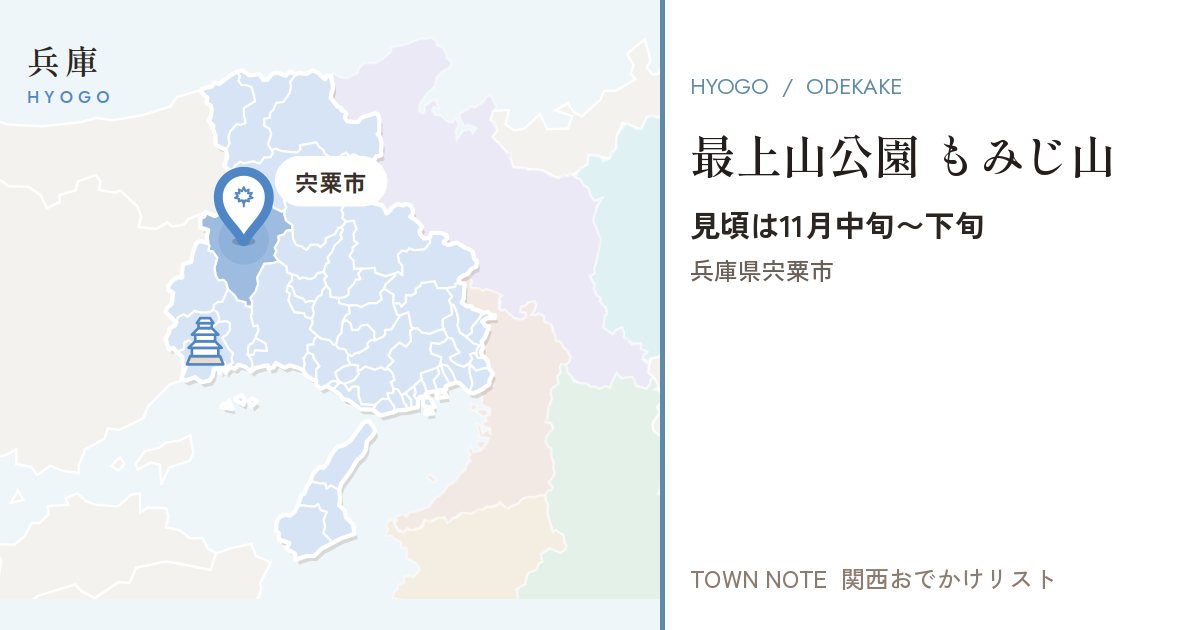 兵庫
HYOGO
宍粟市
HYOGO / ODEKAKE
最上山公園 もみじ山
見頃は11月中旬〜下旬
兵庫県宍粟市
TOWN NOTE 関西おでかけリスト